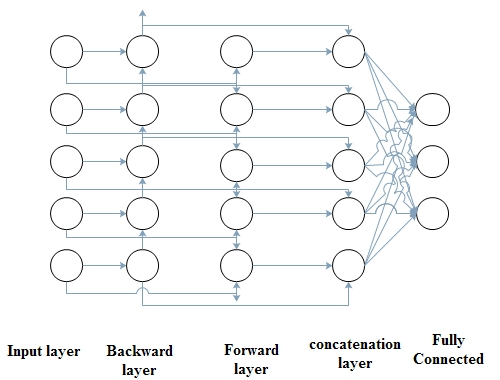 Input layer
Backward
layer
Forward
layer
concatenation
layer
Fully
Connected